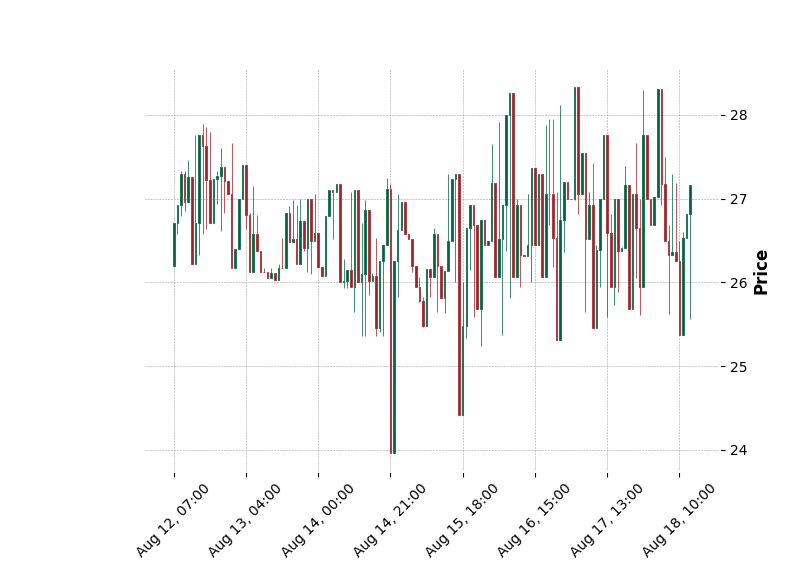 28
27
26
25
24
Price
Aug 12, 07:00
Aug 13, 04:00
Aug 14, 00:00
Aug 14, 21:00
Aug 15, 18:00
Aug 16, 15:00
Aug 17, 13:00
Aug 18, 10:00